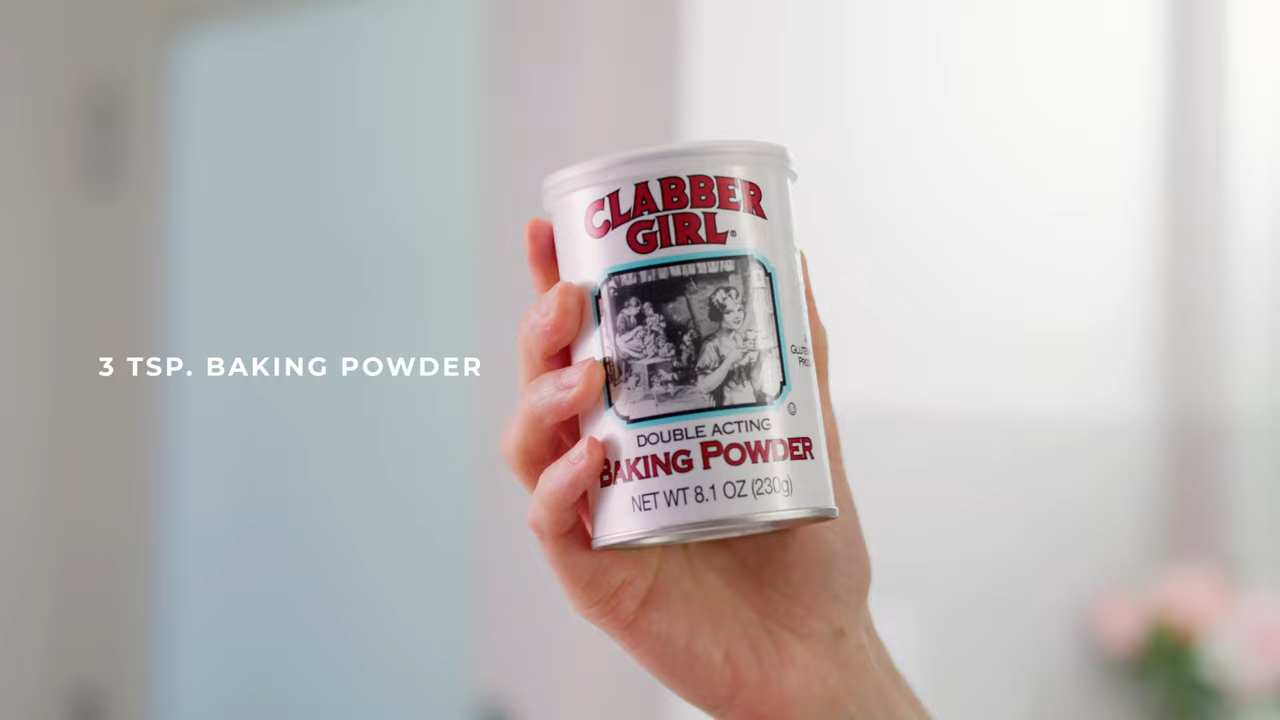 3 TSP. BAKING POWDER
CLABBER
GIRL®
DOUBLE ACTING
BAKING POWDER
NET WT 8.1 OZ (230g)